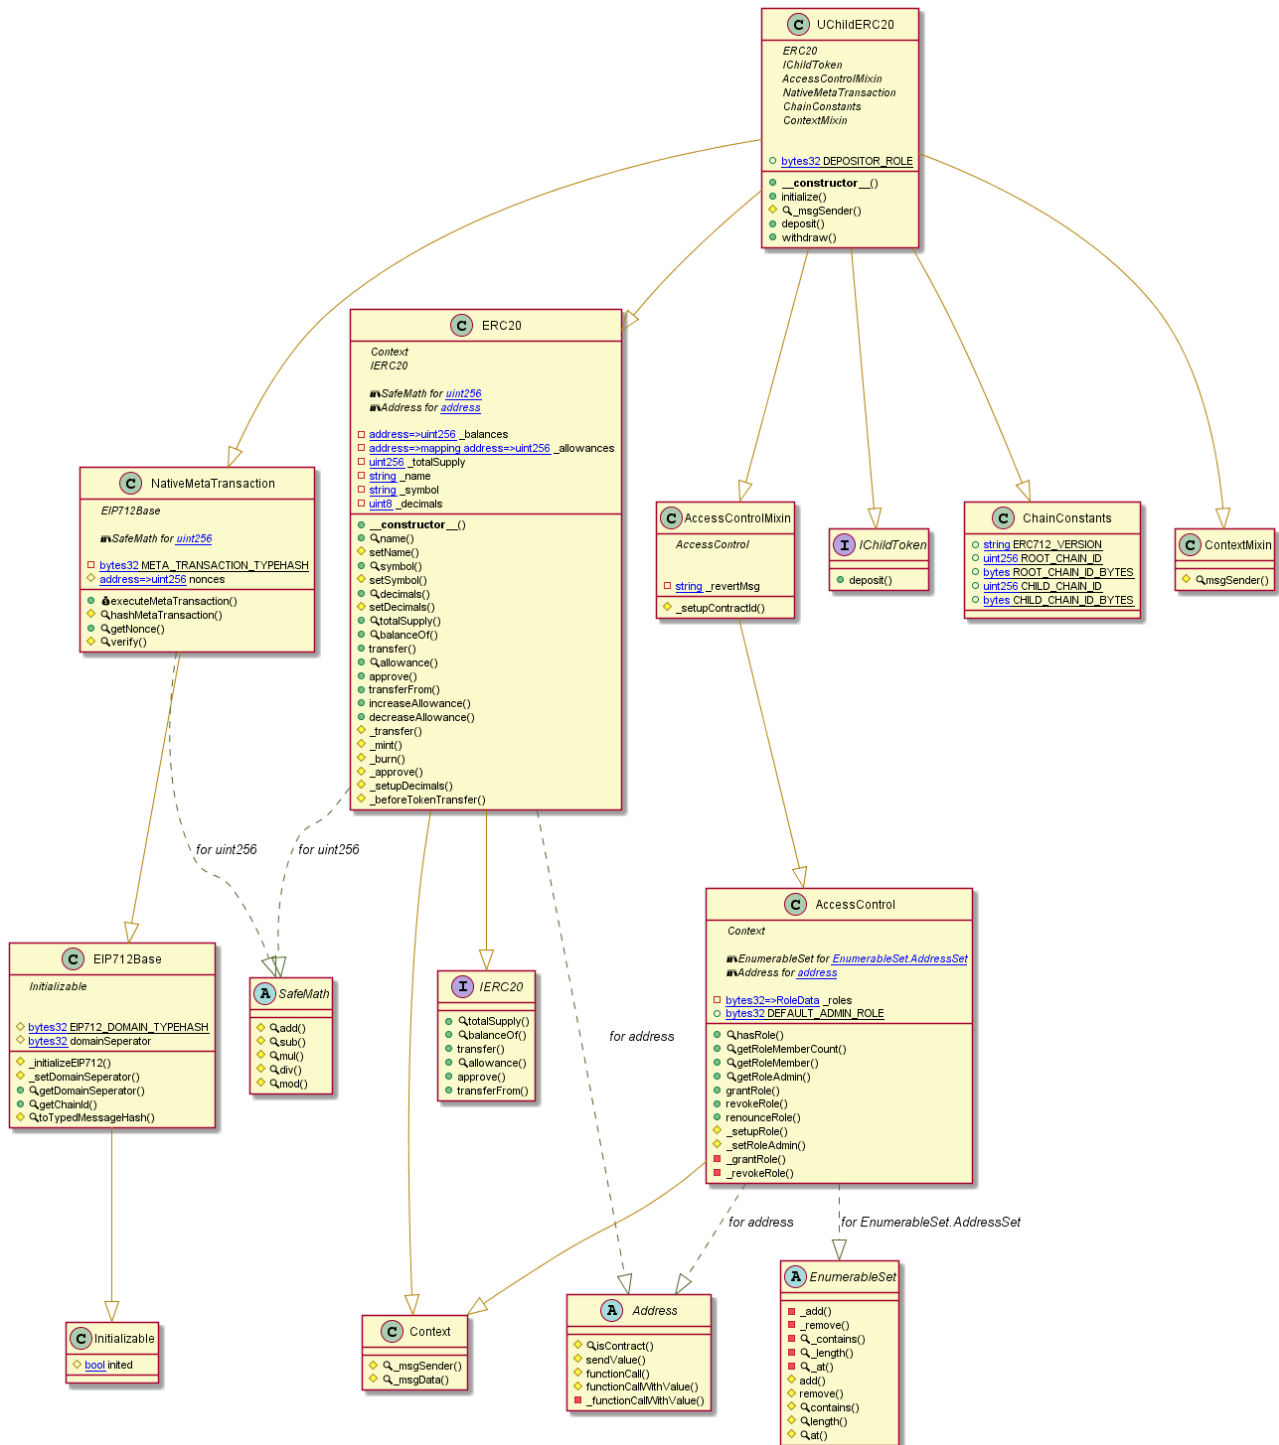 C UChildERC20
ERC20
IChildToken
AccessControlMixin
NativeMetaTransaction
ChainConstants
ContextMixin
bytes32 DEPOSITOR_ROLE
__constructor__()
initialize()
_msgSender()
deposit()
withdraw()
C ERC20
Context
IERC20
SafeMath for uint256
Address for address
address=>uint256 _balances
address=>mapping address=>uint256 _allowances
uint256 _totalSupply
string _name
string _symbol
uint8 _decimals
__constructor__()
name()
setName()
symbol()
setSymbol()
decimals()
setDecimals()
totalSupply()
balanceOf()
transfer()
allowance()
approve()
transferFrom()
increaseAllowance()
decreaseAllowance()
_transfer()
_mint()
_burn()
_approve()
_setupDecimals()
_beforeTokenTransfer()
C NativeMetaTransaction
EIP712Base
SafeMath for uint256
bytes32 META_TRANSACTION_TYPEHASH
address=>uint256 nonces
executeMetaTransaction()
hashMetaTransaction()
getNonce()
verify()
C AccessControlMixin
AccessControl
string _revertMsg
_setupContractId()
I IChildToken
deposit()
C ChainConstants
string ERC712_VERSION
uint256 ROOT_CHAIN_ID
bytes ROOT_CHAIN_ID_BYTES
uint256 CHILD_CHAIN_ID
bytes CHILD_CHAIN_ID_BYTES
C ContextMixin
msgSender()
for uint256
for uint256
C EIP712Base
Initializable
bytes32 EIP712_DOMAIN_TYPEHASH
bytes32 domainSeperator
_initializeEIP712()
_setDomainSeperator()
getDomainSeperator()
getChainId()
toTypedMessageHash()
A SafeMath
add()
sub()
mul()
div()
mod()
I IERC20
totalSupply()
balanceOf()
transfer()
allowance()
approve()
transferFrom()
for address
C AccessControl
Context
EnumerableSet for EnumerableSet.AddressSet
Address for address
bytes32=>RoleData _roles
bytes32 DEFAULT_ADMIN_ROLE
hasRole()
getRoleMemberCount()
getRoleMember()
getRoleAdmin()
grantRole()
revokeRole()
renounceRole()
_setupRole()
_setRoleAdmin()
_grantRole()
_revokeRole()
for address
for EnumerableSet.AddressSet
C Initializable
bool inited
C Context
_msgSender()
_msgData()
A Address
isContract()
sendValue()
functionCall()
functionCallWithValue()
_functionCallWithValue()
A EnumerableSet
_add()
_remove()
_contains()
_length()
_at()
add()
remove()
contains()
length()
at()